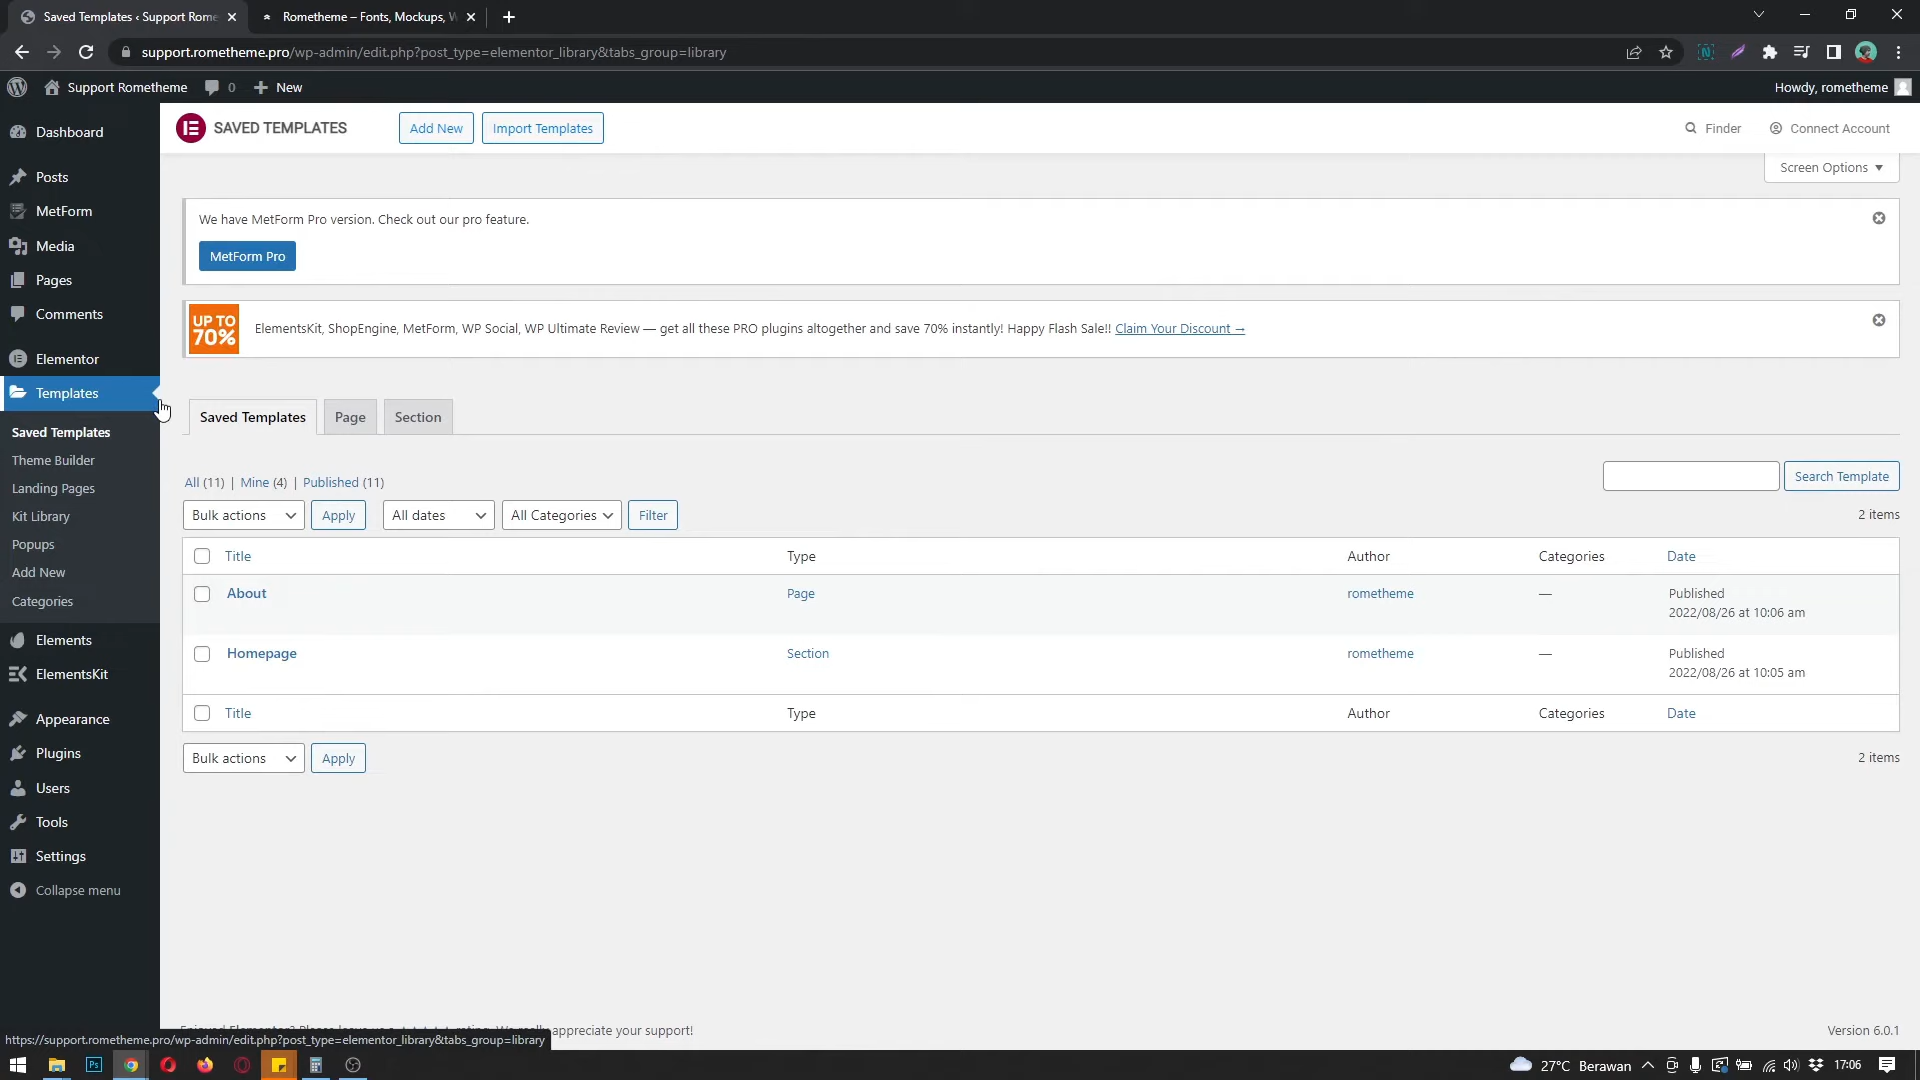 Saved Templates ‹ Support Rome
Rometheme – Fonts, Mockups, W
support.rometheme.pro/wp-admin/edit.php?post_type=elementor_library&tabs_group=library
Support Rometheme
0
New
Howdy, rometheme
Dashboard
Posts
MetForm
Media
Pages
Comments
Elementor
Templates
Saved Templates
Theme Builder
Landing Pages
Kit Library
Popups
Add New
Categories
Elements
ElementsKit
Appearance
Plugins
Users
Tools
Settings
Collapse menu
SAVED TEMPLATES
Add New
Import Templates
Finder
Connect Account
Screen Options
We have MetForm Pro version. Check out our pro feature.
MetForm Pro
UP TO
70%
ElementsKit, ShopEngine, MetForm, WP Social, WP Ultimate Review — get all these PRO plugins altogether and save 70% instantly! Happy Flash Sale!! Claim Your Discount →
Saved Templates
Page
Section
All (11) | Mine (4) | Published (11)
Search Template
Bulk actions
Apply
All dates
All Categories
Filter
2 items
Title
Type
Author
Categories
Date
About
Page
rometheme
—
Published
2022/08/26 at 10:06 am
Homepage
Section
rometheme
—
Published
2022/08/26 at 10:05 am
Title
Type
Author
Categories
Date
Bulk actions
Apply
2 items
appreciate your support!
Version 6.0.1
https://support.rometheme.pro/wp-admin/edit.php?post_type=elementor_library&tabs_group=library
Ps
27°C Berawan
17:06